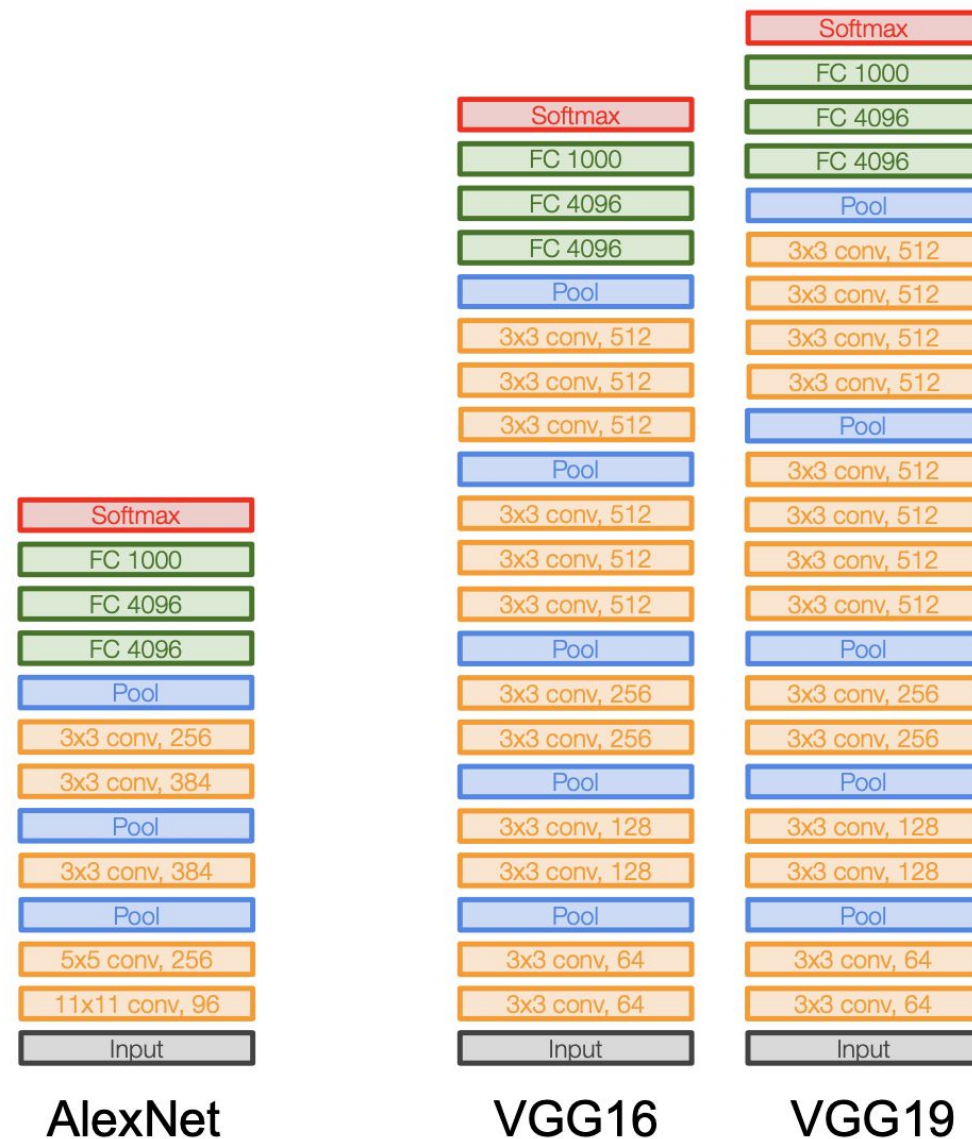 Softmax
FC 1000
FC 4096
FC 4096
Pool
3x3 conv, 256
3x3 conv, 384
Pool
3x3 conv, 384
Pool
5x5 conv, 256
11x11 conv, 96
Input
AlexNet
Softmax
FC 1000
FC 4096
FC 4096
Pool
3x3 conv, 512
3x3 conv, 512
3x3 conv, 512
Pool
3x3 conv, 512
3x3 conv, 512
3x3 conv, 512
Pool
3x3 conv, 256
3x3 conv, 256
Pool
3x3 conv, 128
3x3 conv, 128
Pool
3x3 conv, 64
3x3 conv, 64
Input
VGG16
Softmax
FC 1000
FC 4096
FC 4096
Pool
3x3 conv, 512
3x3 conv, 512
3x3 conv, 512
3x3 conv, 512
Pool
3x3 conv, 512
3x3 conv, 512
3x3 conv, 512
3x3 conv, 512
Pool
3x3 conv, 256
3x3 conv, 256
Pool
3x3 conv, 128
3x3 conv, 128
Pool
3x3 conv, 64
3x3 conv, 64
Input
VGG19